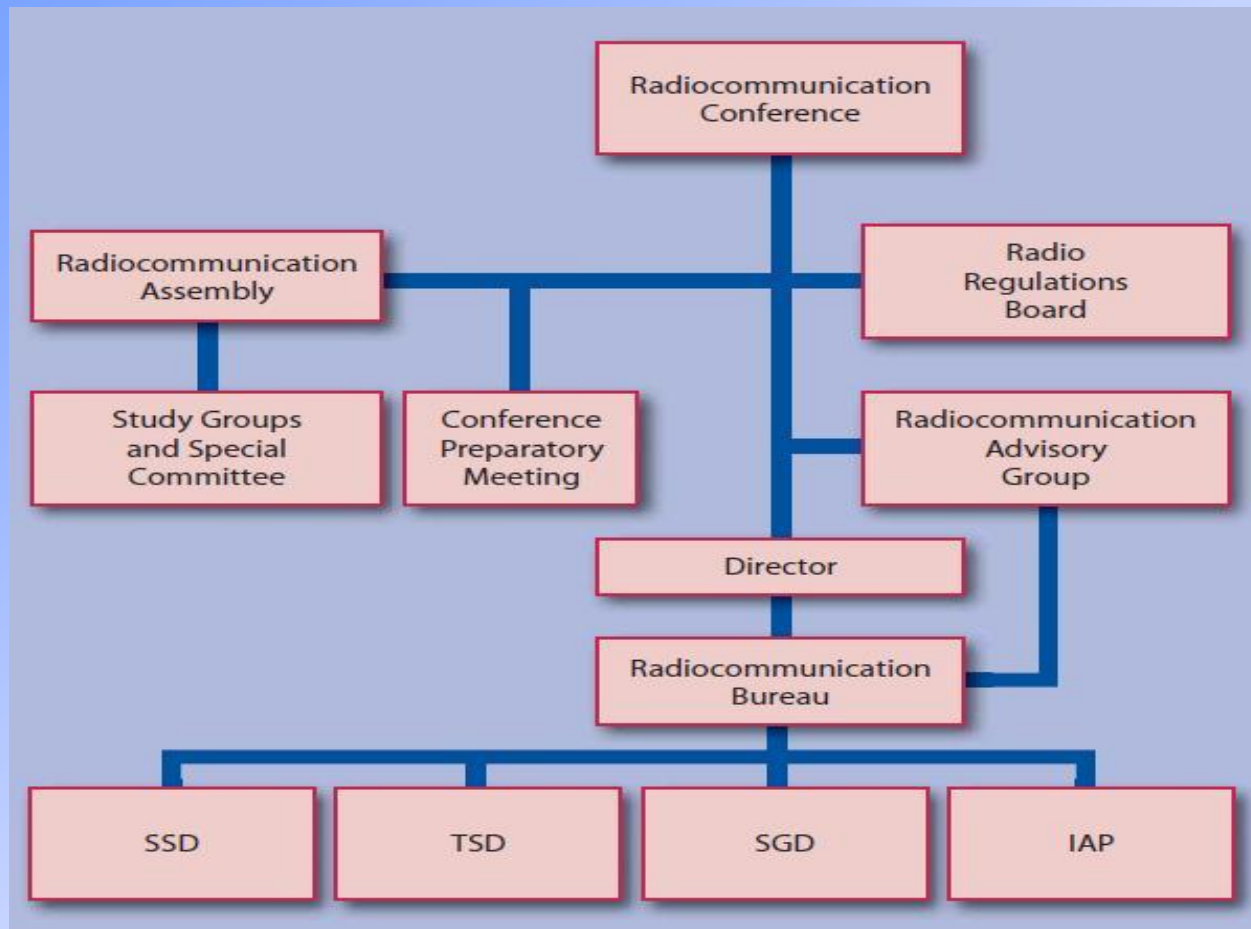 Radiocommunication
Conference
Radiocommunication
Assembly
Radio
Regulations
Board
Study Groups
and Special
Committee
Conference
Preparatory
Meeting
Radiocommunication
Advisory
Group
Director
Radiocommunication
Bureau
SSD
TSD
SGD
IAP